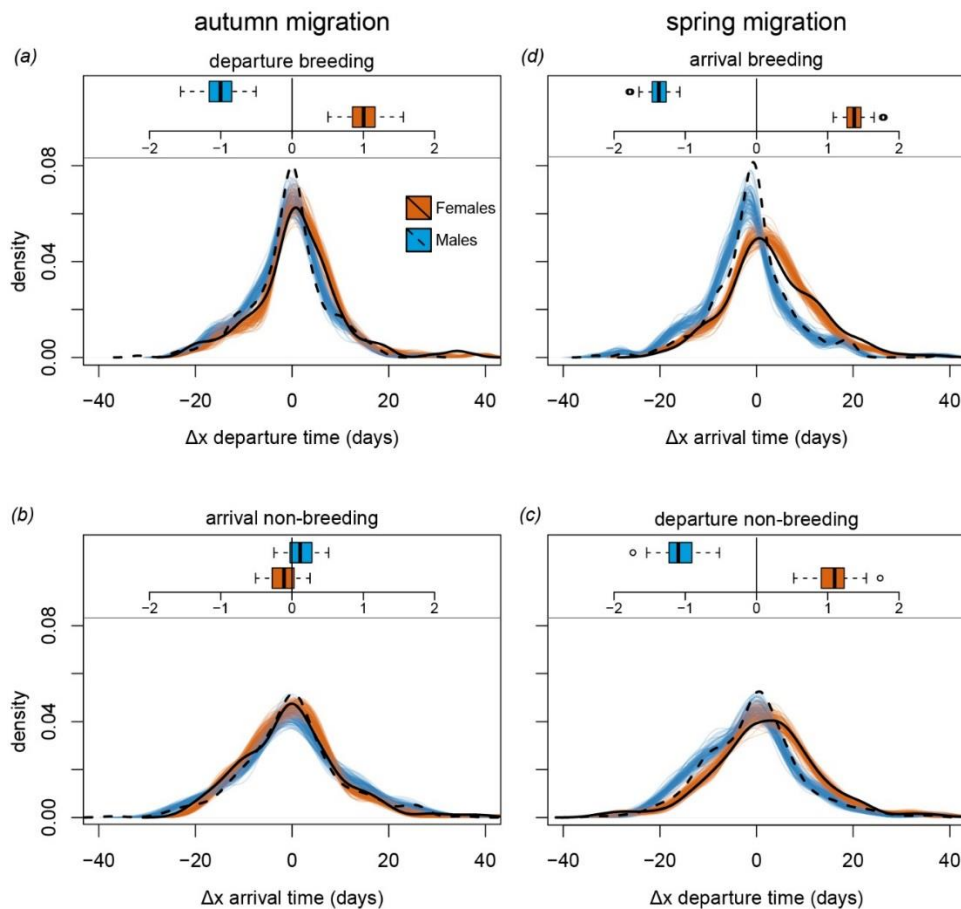 autumn migration
spring migration
(a)
departure breeding
-2 -1 0 1 2
0.00 0.04 0.08
density
Females
Males
−40 −20 0 20 40
Δx departure time (days)
(d)
arrival breeding
-2 -1 0 1 2
−40 −20 0 20 40
Δx arrival time (days)
(b)
arrival non-breeding
-2 -1 0 1 2
0.00 0.04 0.08
density
−40 −20 0 20 40
Δx arrival time (days)
(c)
departure non-breeding
-2 -1 0 1 2
−40 −20 0 20 40
Δx departure time (days)